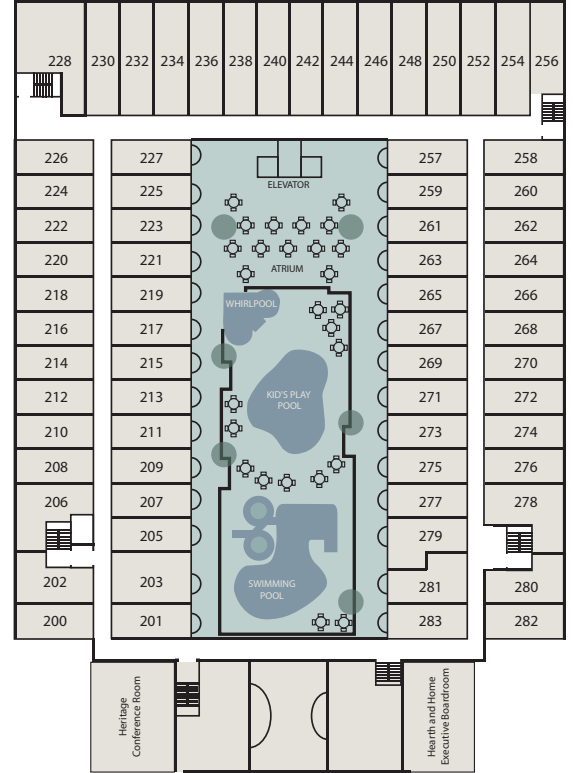 228 230 232 234 236 238 240 242 244 246 248 250 252 254 256
226 227 257 258
ELEVATOR
224 225 259 260
222 223 261 262
220 221 263 264
ATRIUM
218 219 265 266
WHIRLPOOL
216 217 267 268
214 215 269 270
212 213 271 272
KID'S PLAY
POOL
210 211 273 274
208 209 275 276
206 207 277 278
205 279
202 203 281 280
SWIMMING
POOL
200 201 283 282
Heritage
Conference Room
Hearth and Home
Executive Boardroom